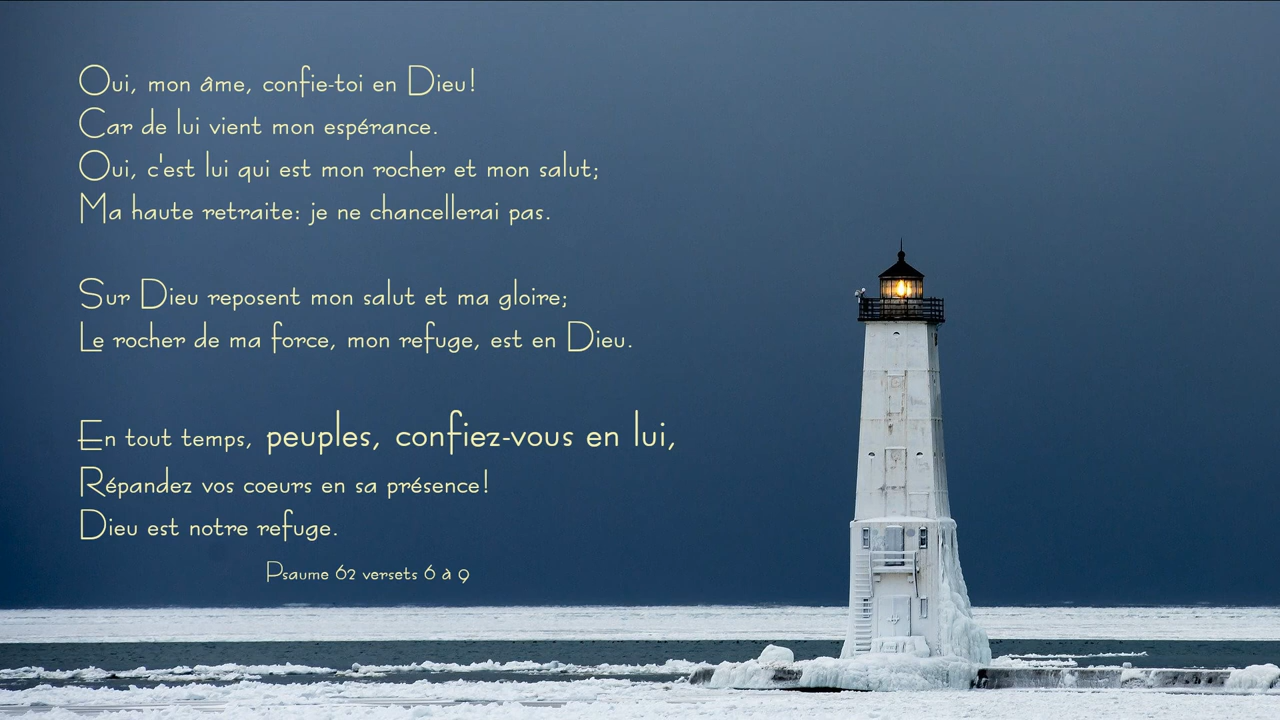 Oui, mon âme, confie-toi en Dieu!
Car de lui vient mon espérance.
Oui, c'est lui qui est mon rocher et mon salut;
Ma haute retraite: je ne chancellerai pas.
Sur Dieu reposent mon salut et ma gloire;
Le rocher de ma force, mon refuge, est en Dieu.
En tout temps, peuples, confiez-vous en lui,
Répandez vos coeurs en sa présence!
Dieu est notre refuge.
Psaume 62 versets 6 à 9